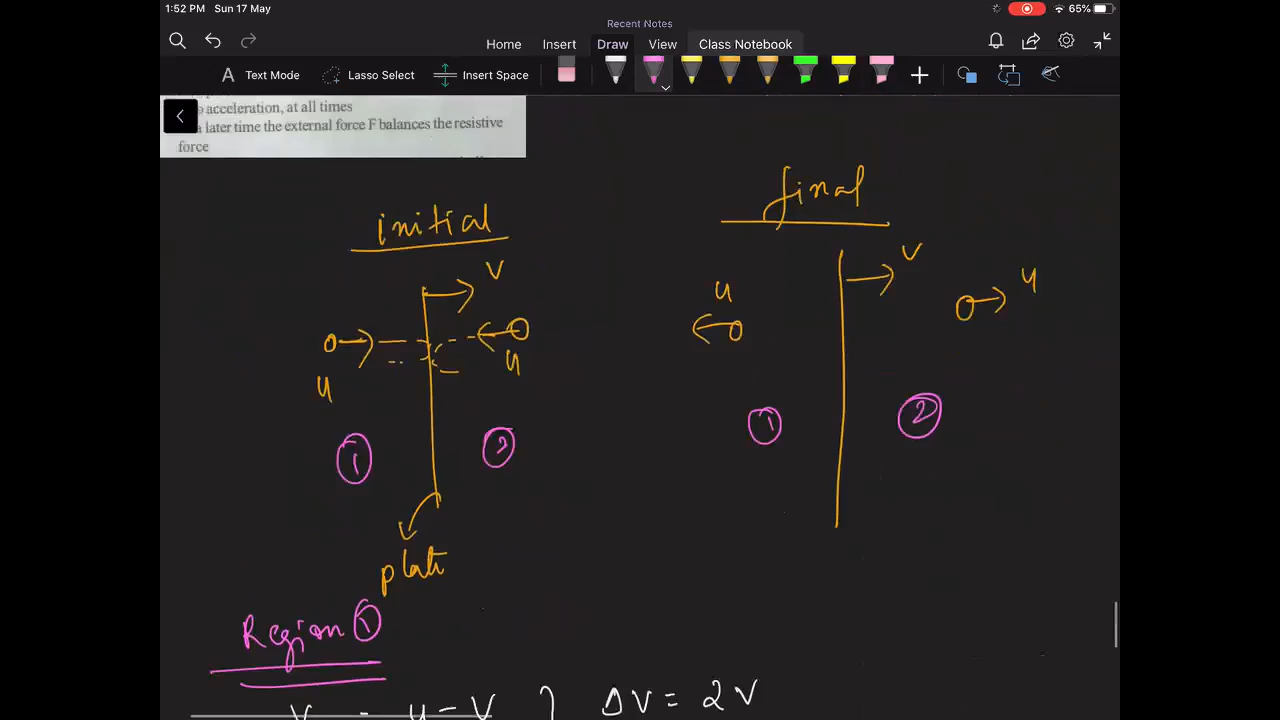 1:52 PM Sun 17 May
65%
Recent Notes
Home Insert Draw View Class Notebook
A Text Mode Lasso Select Insert Space
acceleration, at all times
a later time the external force F balances the resistive
force
initial
final
V
V
u
u
u
u
1
2
1
2
plate
Region 1
V = u - V } ΔV = 2V